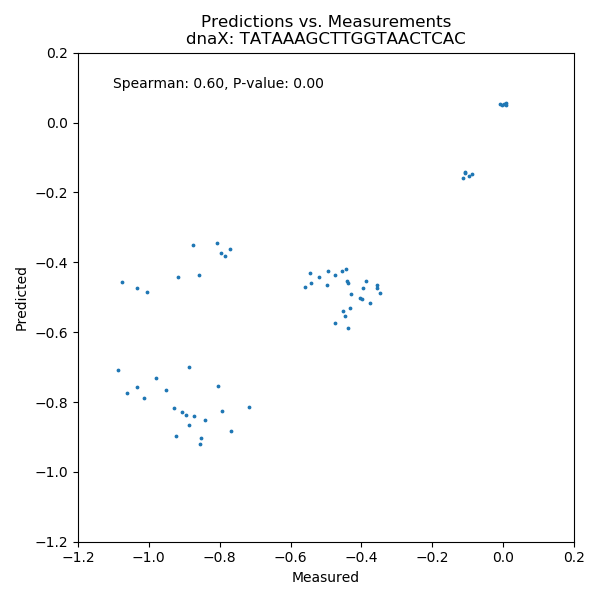 Predictions vs. Measurements
dnaX: TATAAAGCTTGGTAACTCAC
Spearman: 0.60, P-value: 0.00
0.2
0.0
−0.2
−0.4
−0.6
−0.8
−1.0
−1.2
Predicted
−1.2 −1.0 −0.8 −0.6 −0.4 −0.2 0.0 0.2
Measured